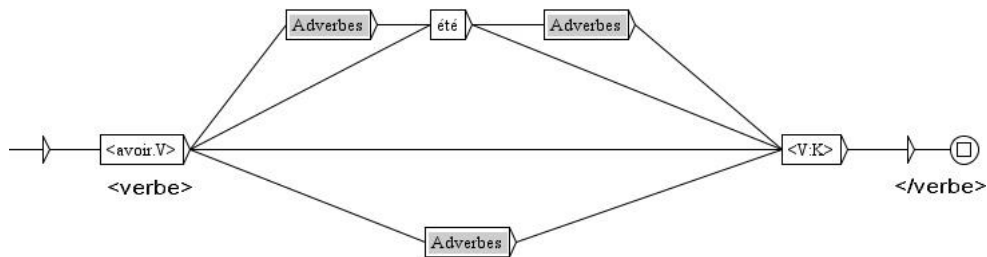 Adverbes été Adverbes
<avoir.V> <V:K>
<verbe> </verbe>
Adverbes